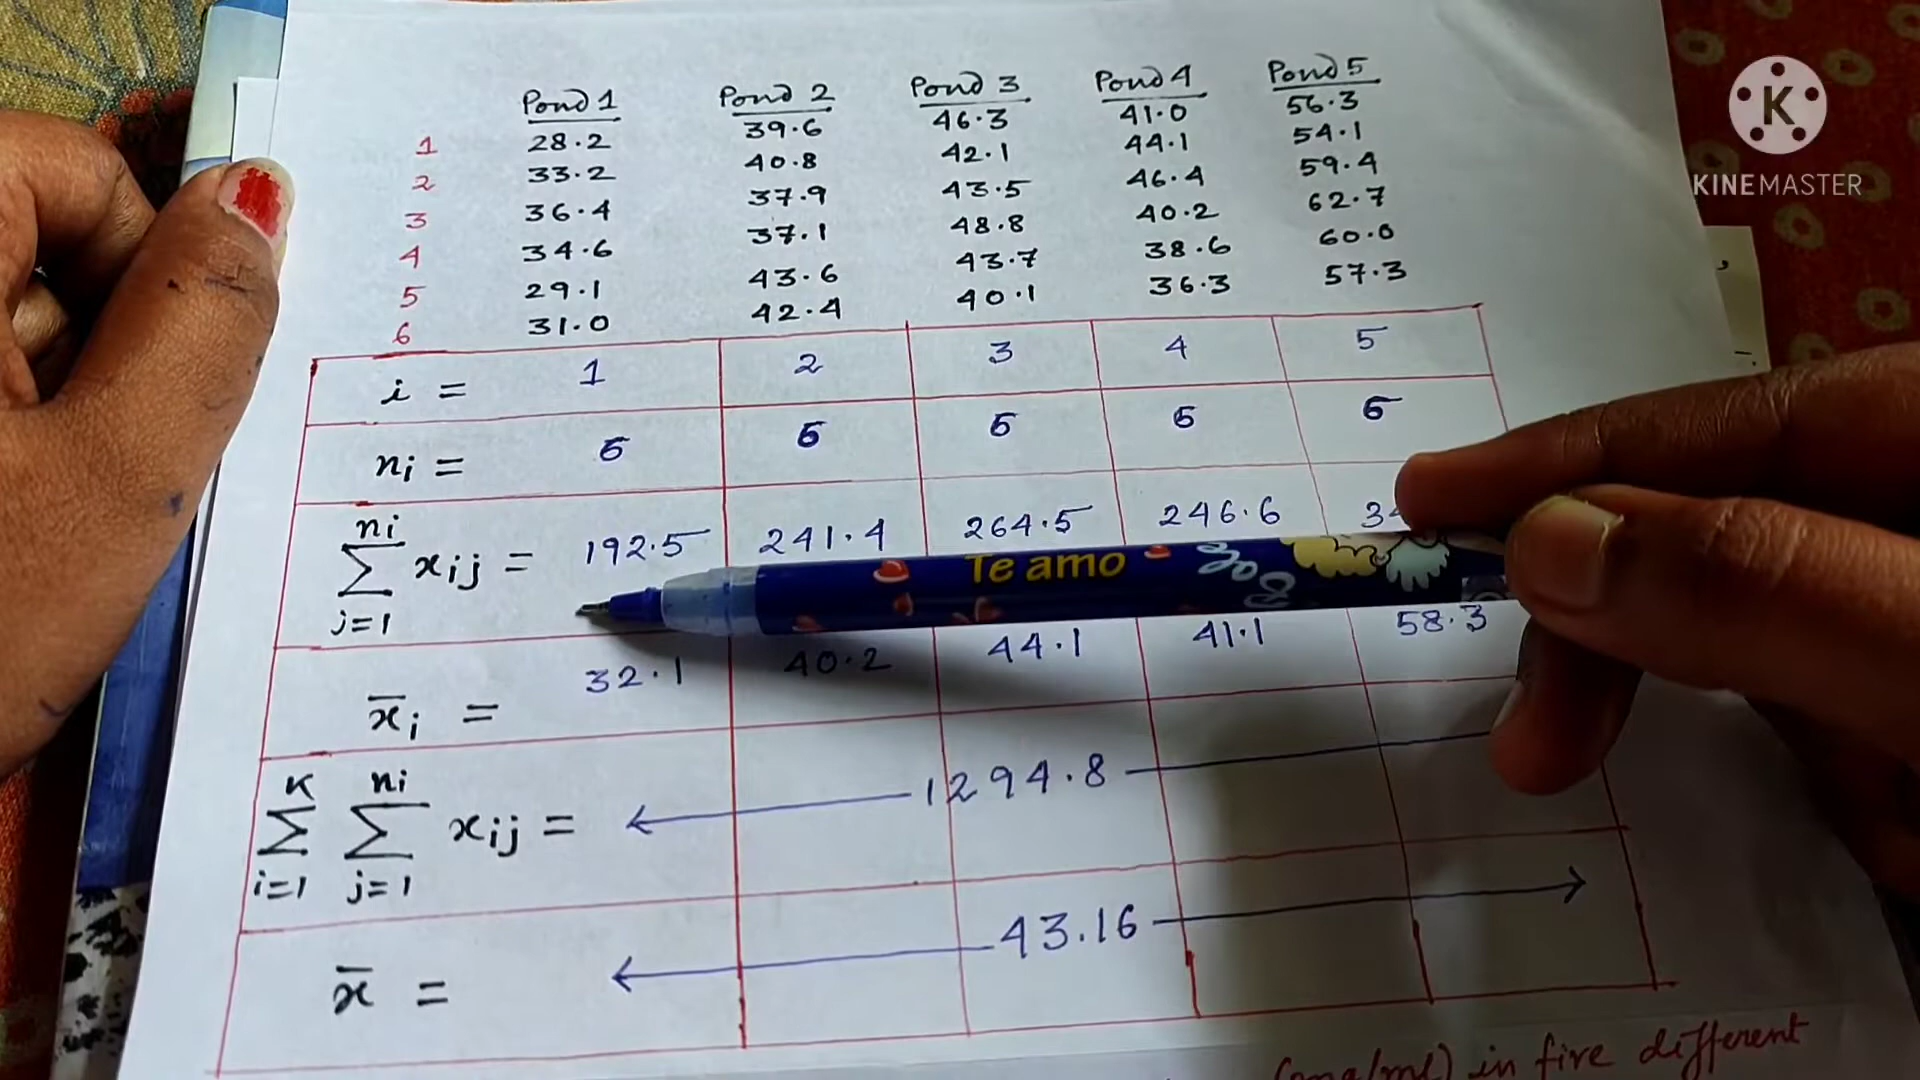 Pond 1 Pond 2 Pond 3 Pond 4 Pond 5
1 28.2 39.6 46.3 41.0 56.3
2 33.2 40.8 42.1 44.1 54.1
3 36.4 37.9 43.5 46.4 59.4
4 34.6 37.1 48.8 40.2 62.7
5 29.1 43.6 43.7 38.6 60.0
6 31.0 42.4 40.1 36.3 57.3
i = 1 2 3 4 5
ni = 6 6 6 6 6
ni
∑ xij = 192.5 241.4 264.5 246.6
j=1
x̄i = 32.1 40.2 44.1 41.1 58.3
K ni
∑ ∑ xij = 1294.8
i=1 j=1
x̄ = 43.16
in five different
Te amo
K
KINEMASTER